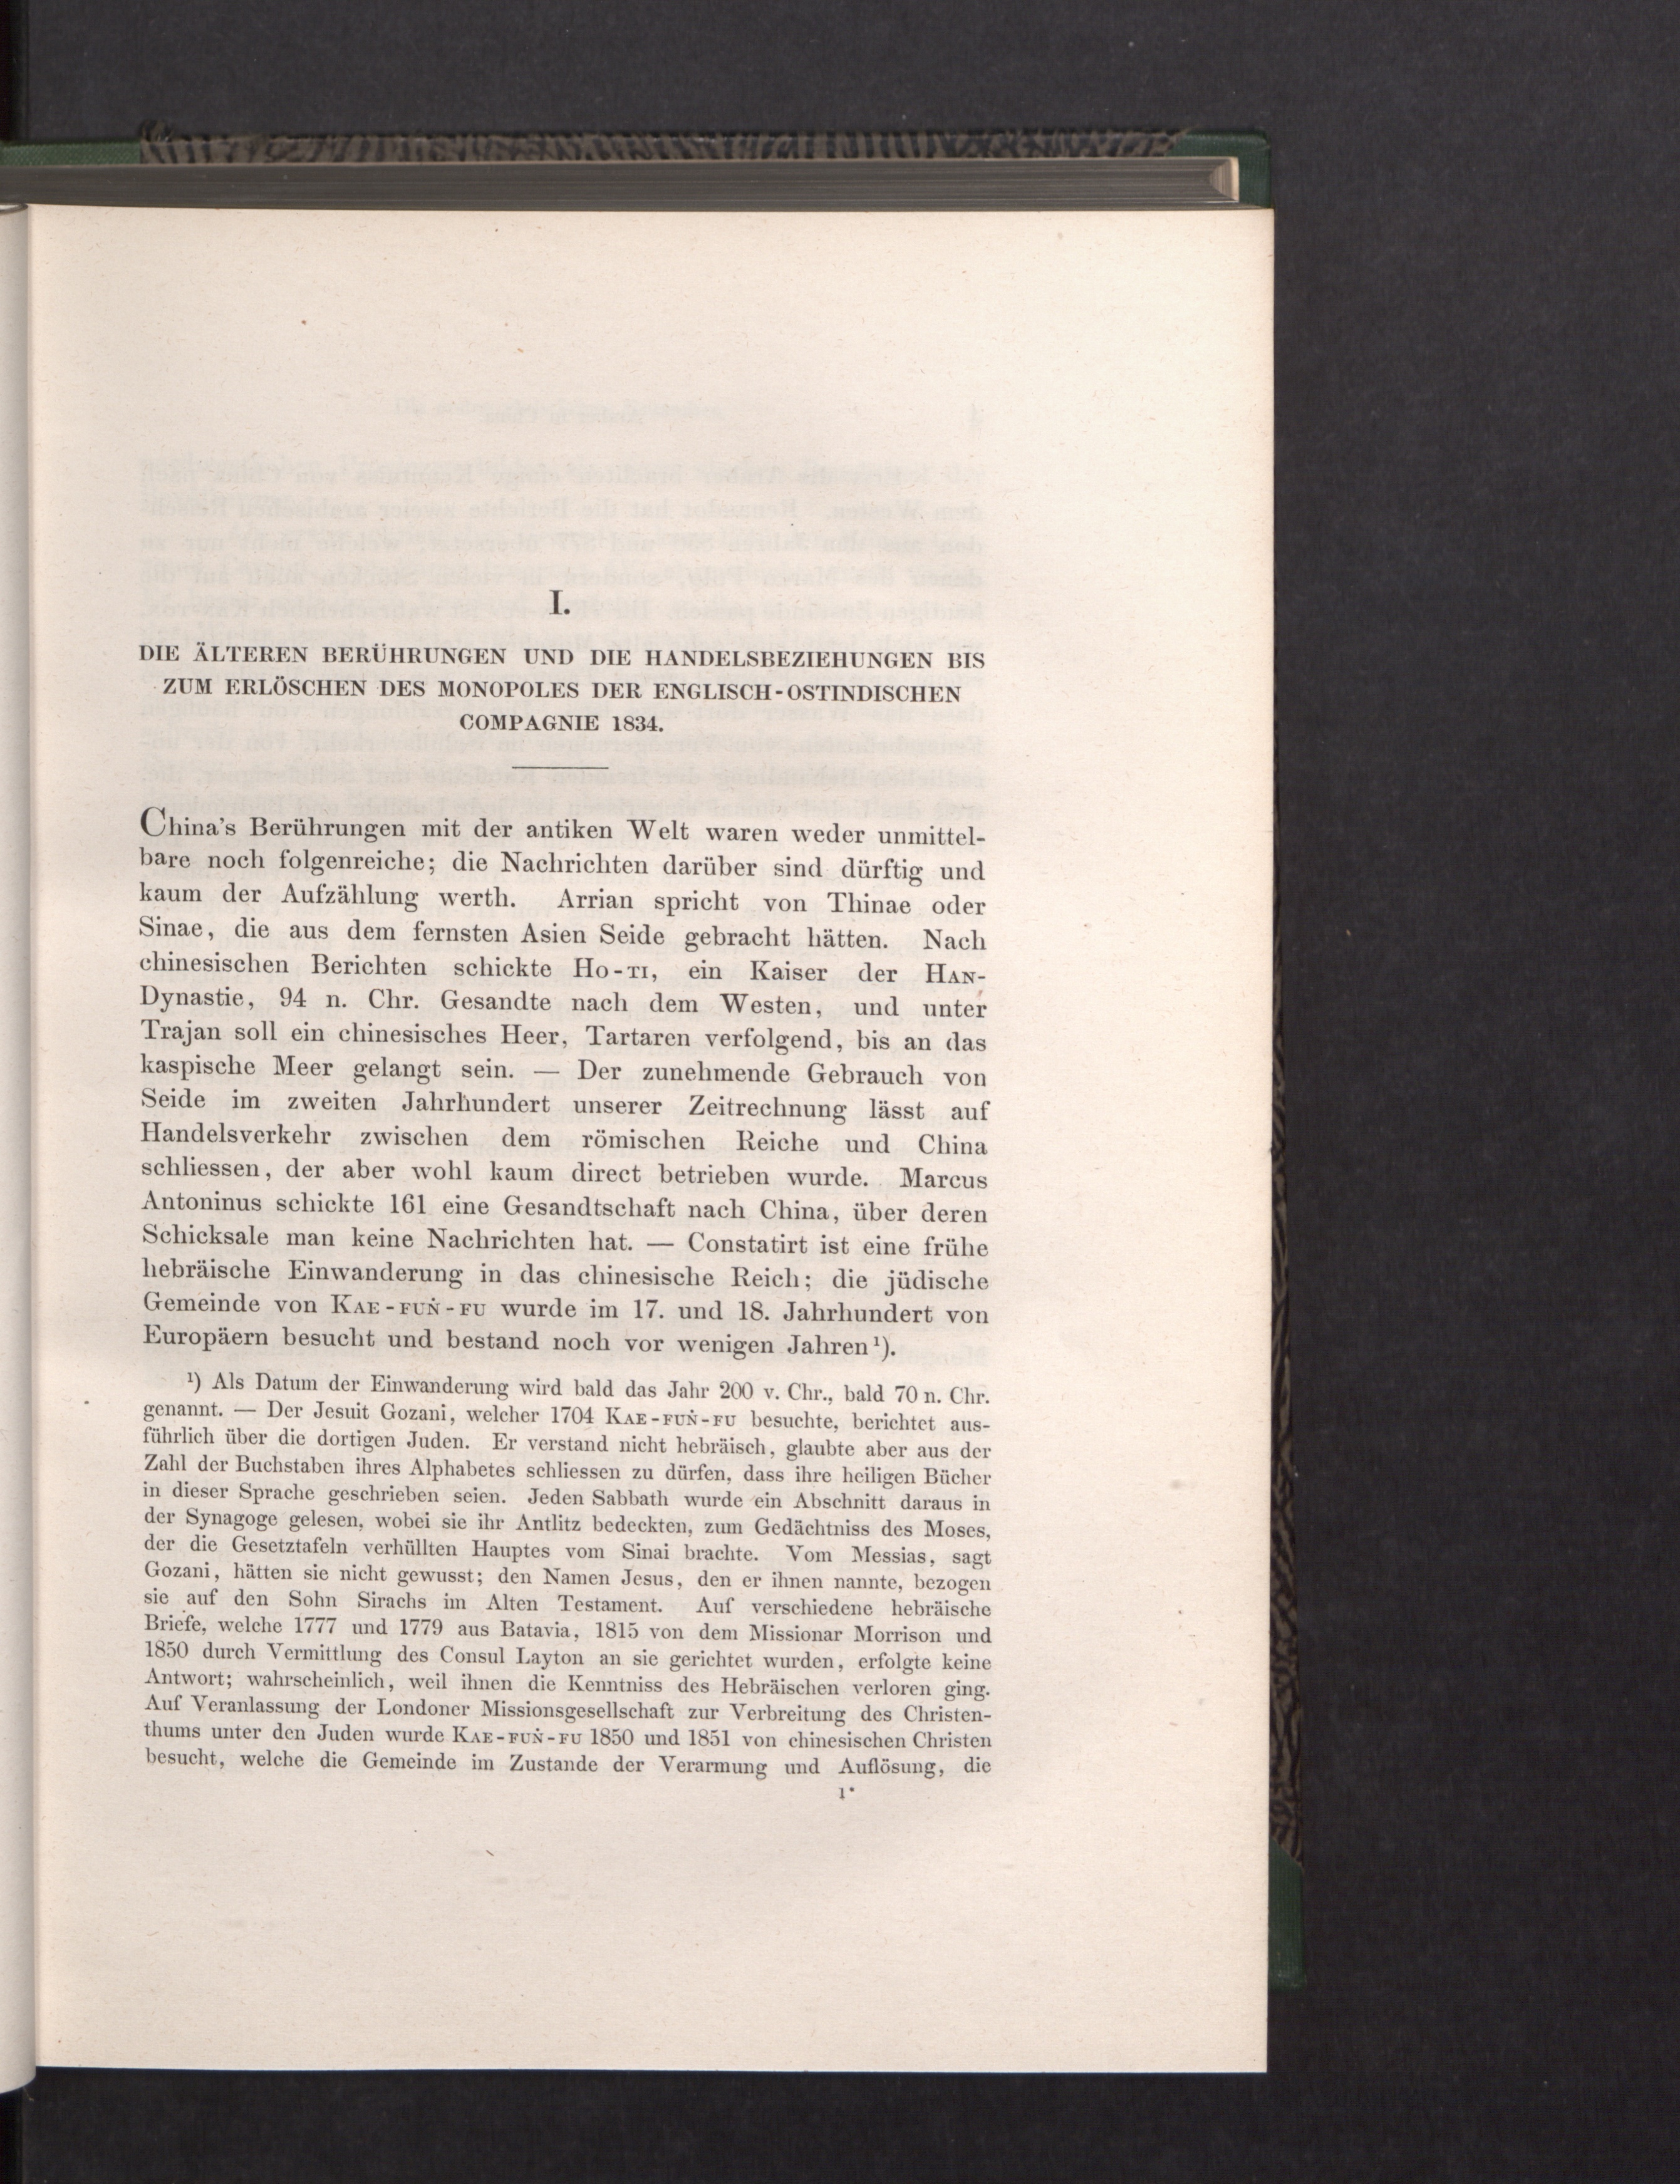 I.
DIE ÄLTEREN BERÜHRUNGEN UND DIE HANDELSBEZIEHUNGEN BIS
ZUM ERLÖSCHEN DES MONOPOLES DER ENGLISCH-OSTINDISCHEN
COMPAGNIE 1834.
China's Berührungen mit der antiken Welt waren weder unmittel-
bare noch folgenreiche; die Nachrichten darüber sind dürftig und
kaum der Aufzählung werth. Arrian spricht von Thinae oder
Sinae, die aus dem fernsten Asien Seide gebracht hätten. Nach
chinesischen Berichten schickte Ho-ti, ein Kaiser der Han-
Dynastie, 94 n. Chr. Gesandte nach dem Westen, und unter
Trajan soll ein chinesisches Heer, Tartaren verfolgend, bis an das
kaspische Meer gelangt sein. — Der zunehmende Gebrauch von
Seide im zweiten Jahrhundert unserer Zeitrechnung lässt auf
Handelsverkehr zwischen dem römischen Reiche und China
schliessen, der aber wohl kaum direct betrieben wurde. Marcus
Antoninus schickte 161 eine Gesandtschaft nach China, über deren
Schicksale man keine Nachrichten hat. — Constatirt ist eine frühe
hebräische Einwanderung in das chinesische Reich; die jüdische
Gemeinde von Kae-fuṅ-fu wurde im 17. und 18. Jahrhundert von
Europäern besucht und bestand noch vor wenigen Jahren¹).
¹) Als Datum der Einwanderung wird bald das Jahr 200 v. Chr., bald 70 n. Chr.
genannt. — Der Jesuit Gozani, welcher 1704 Kae-fuṅ-fu besuchte, berichtet aus-
führlich über die dortigen Juden. Er verstand nicht hebräisch, glaubte aber aus der
Zahl der Buchstaben ihres Alphabetes schliessen zu dürfen, dass ihre heiligen Bücher
in dieser Sprache geschrieben seien. Jeden Sabbath wurde ein Abschnitt daraus in
der Synagoge gelesen, wobei sie ihr Antlitz bedeckten, zum Gedächtniss des Moses,
der die Gesetztafeln verhüllten Hauptes vom Sinai brachte. Vom Messias, sagt
Gozani, hätten sie nicht gewusst; den Namen Jesus, den er ihnen nannte, bezogen
sie auf den Sohn Sirachs im Alten Testament. Auf verschiedene hebräische
Briefe, welche 1777 und 1779 aus Batavia, 1815 von dem Missionar Morrison und
1850 durch Vermittlung des Consul Layton an sie gerichtet wurden, erfolgte keine
Antwort; wahrscheinlich, weil ihnen die Kenntniss des Hebräischen verloren ging.
Auf Veranlassung der Londoner Missionsgesellschaft zur Verbreitung des Christen-
thums unter den Juden wurde Kae-fuṅ-fu 1850 und 1851 von chinesischen Christen
besucht, welche die Gemeinde im Zustande der Verarmung und Auflösung, die
1*